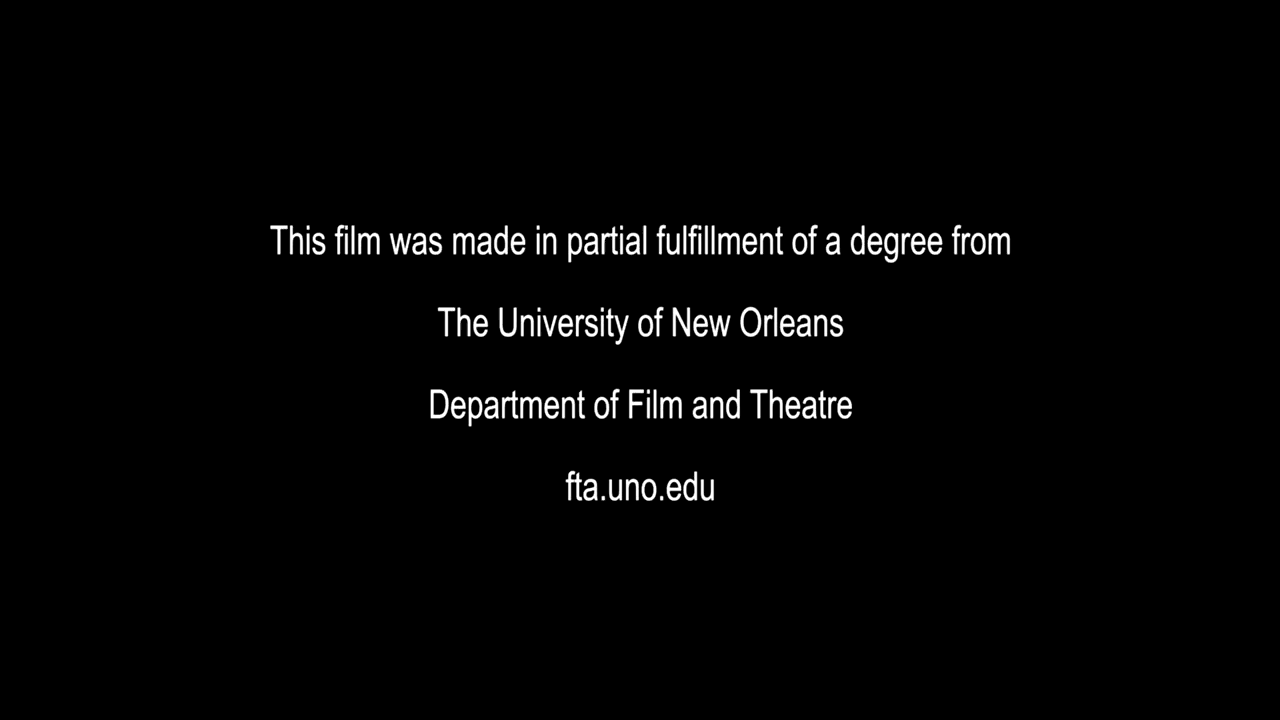 This film was made in partial fulfillment of a degree from
The University of New Orleans
Department of Film and Theatre
fta.uno.edu